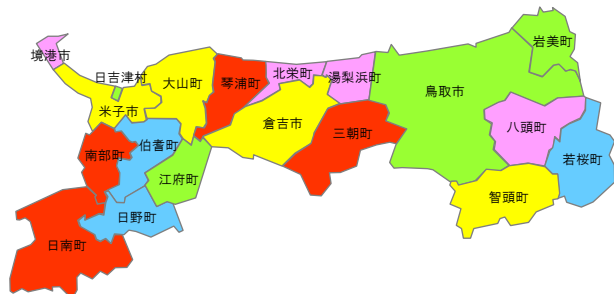 岩美町
境港市
北栄町
湯梨浜町
日吉津村
大山町
琴浦町
鳥取市
米子市
倉吉市
八頭町
三朝町
伯耆町
南部町
若桜町
江府町
智頭町
日野町
日南町